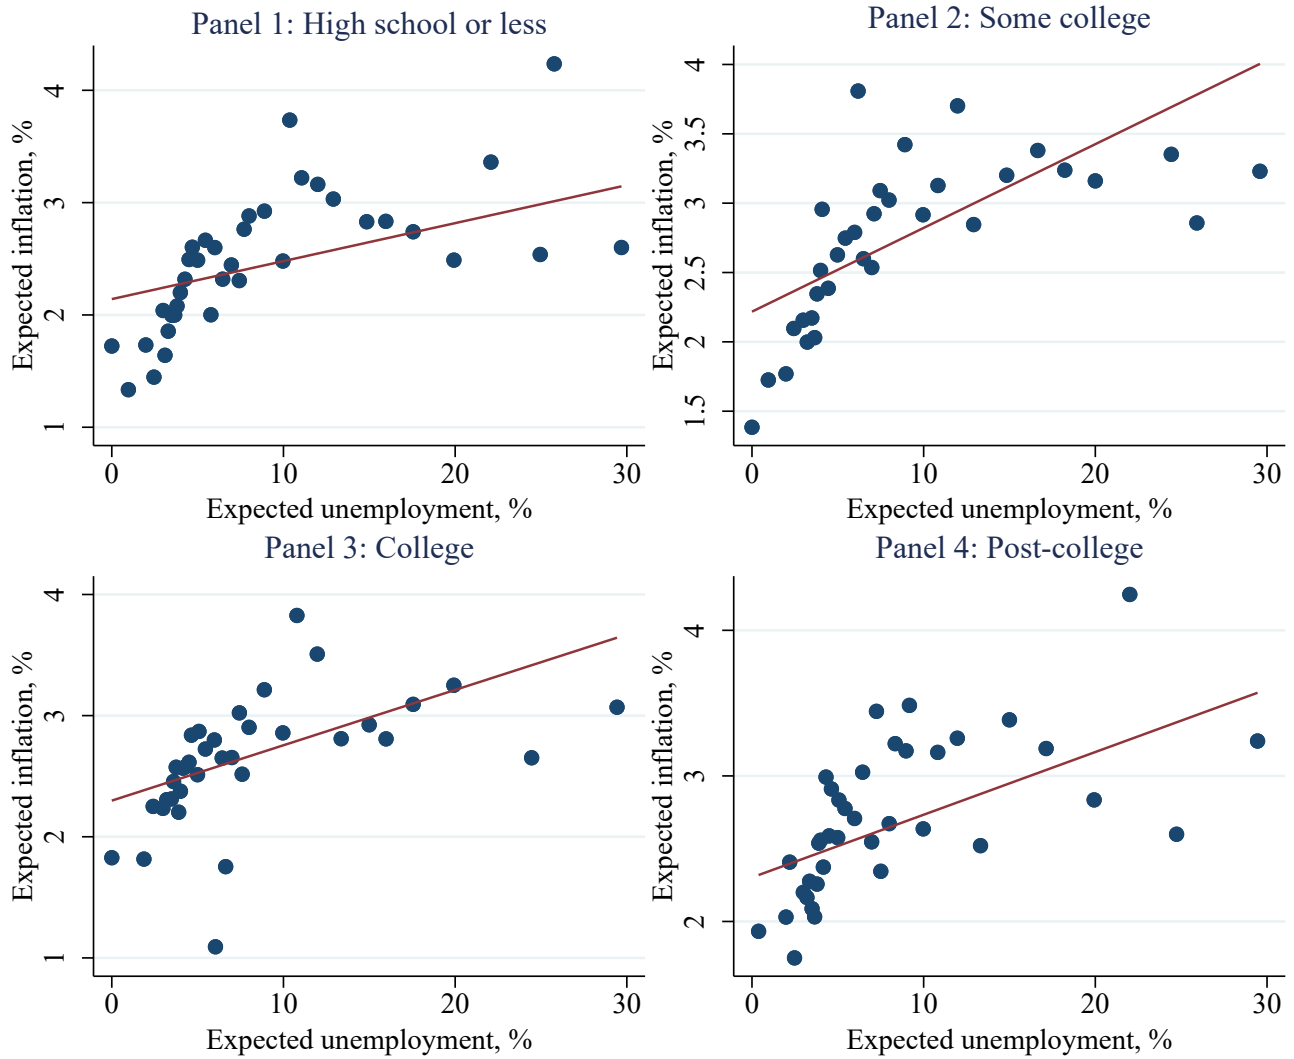 Panel 1: High school or less
Expected inflation, %
4
3
2
1
0 10 20 30
Expected unemployment, %
Panel 2: Some college
Expected inflation, %
4
3.5
3
2.5
2
1.5
0 10 20 30
Expected unemployment, %
Panel 3: College
Expected inflation, %
4
3
2
1
0 10 20 30
Expected unemployment, %
Panel 4: Post-college
Expected inflation, %
4
3
2
0 10 20 30
Expected unemployment, %